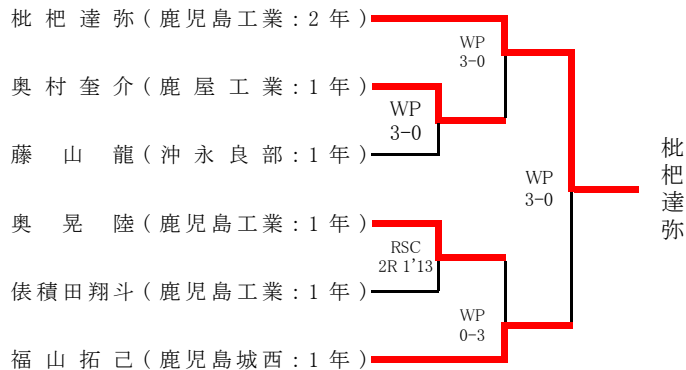 枇杷達弥(鹿児島工業:2年)
WP
3-0
奥村奎介(鹿屋工業:1年)
WP
3-0
藤山龍(沖永良部:1年)
枇杷達弥
WP
3-0
奥晃陸(鹿児島工業:1年)
RSC
2R 1'13
俵積田翔斗(鹿児島工業:1年)
WP
0-3
福山拓己(鹿児島城西:1年)